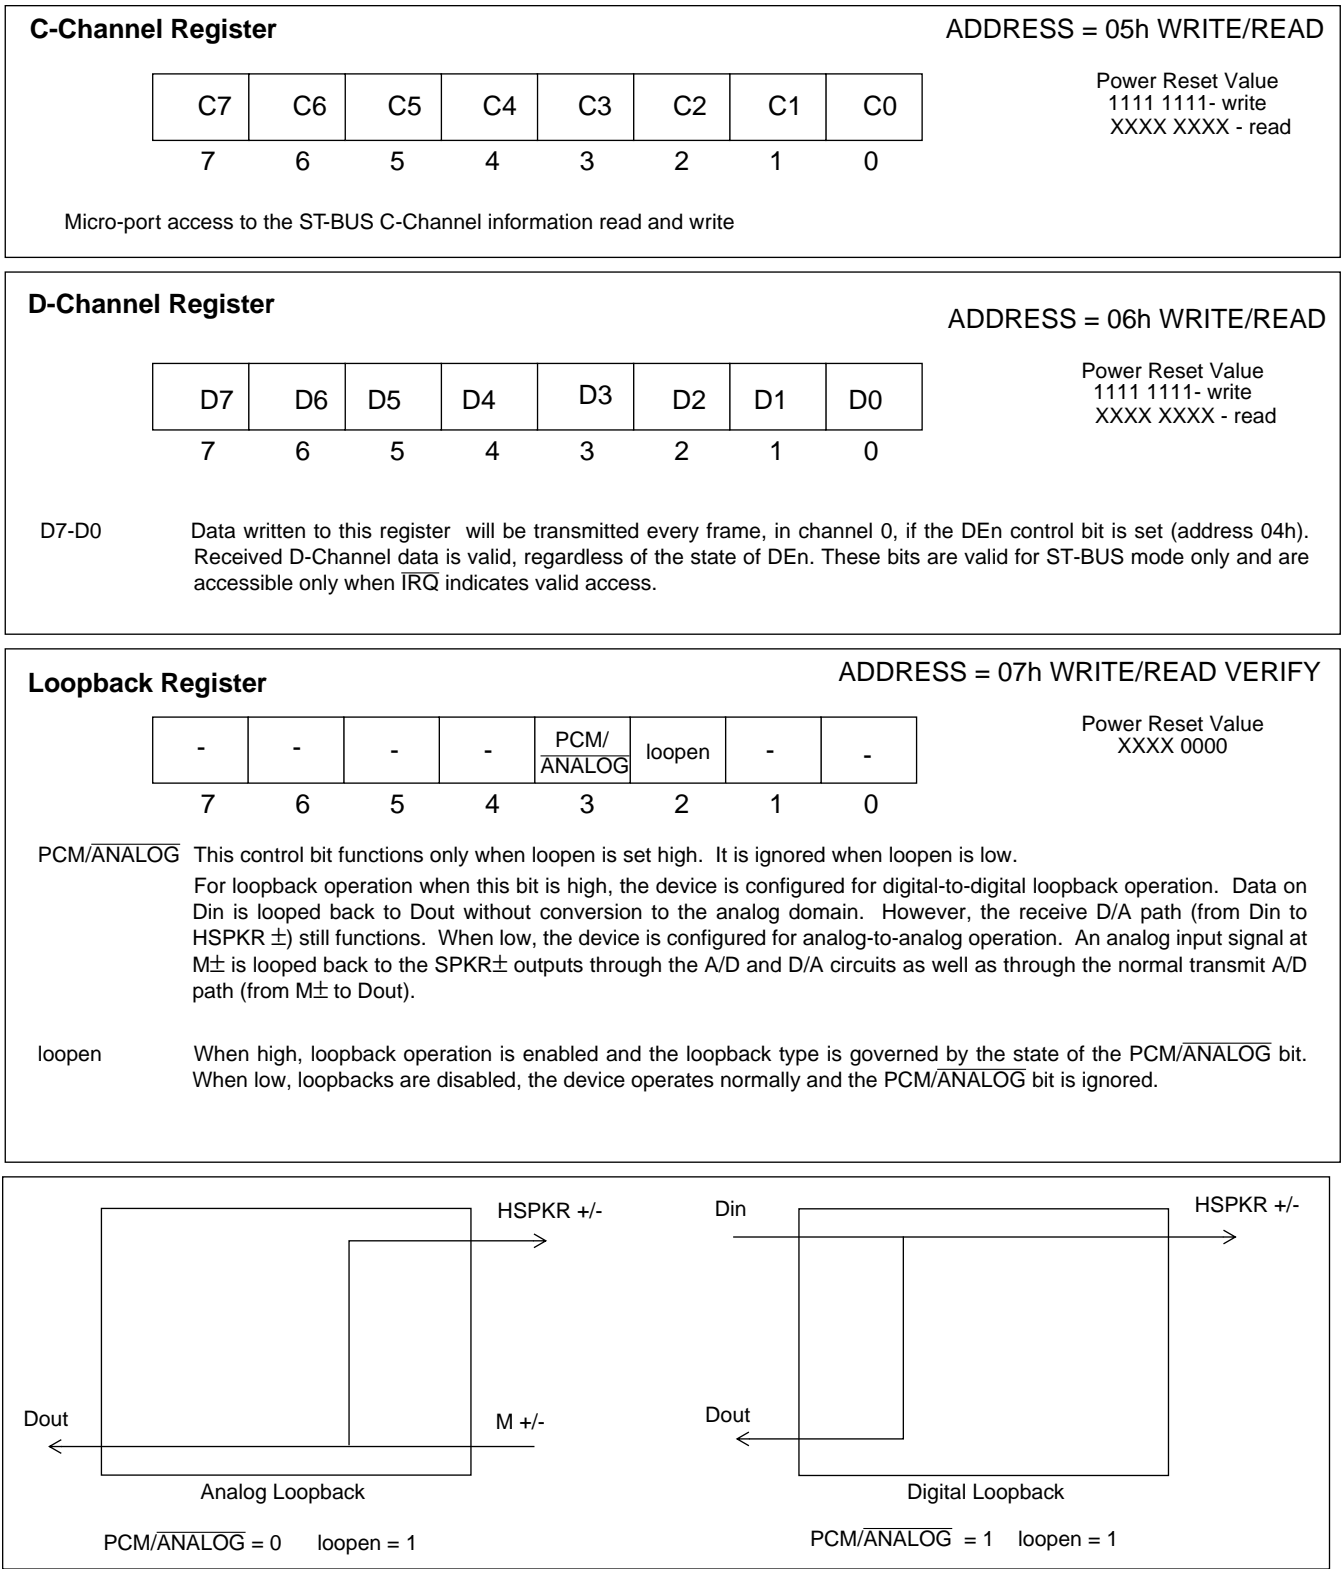 C-Channel Register
ADDRESS = 05h WRITE/READ
Power Reset Value
1111 1111- write
XXXX XXXX - read
C7 C6 C5 C4 C3 C2 C1 C0
7 6 5 4 3 2 1 0
Micro-port access to the ST-BUS C-Channel information read and write
D-Channel Register
ADDRESS = 06h WRITE/READ
Power Reset Value
1111 1111- write
XXXX XXXX - read
D7 D6 D5 D4 D3 D2 D1 D0
7 6 5 4 3 2 1 0
D7-D0 Data written to this register will be transmitted every frame, in channel 0, if the DEn control bit is set (address 04h).
Received D-Channel data is valid, regardless of the state of DEn. These bits are valid for ST-BUS mode only and are
accessible only when I̅R̅Q̅ indicates valid access.
Loopback Register
ADDRESS = 07h WRITE/READ VERIFY
Power Reset Value
XXXX 0000
- - - - PCM/ loopen - -
A̅N̅A̅L̅O̅G̅
7 6 5 4 3 2 1 0
PCM/A̅N̅A̅L̅O̅G̅ This control bit functions only when loopen is set high. It is ignored when loopen is low.
For loopback operation when this bit is high, the device is configured for digital-to-digital loopback operation. Data on
Din is looped back to Dout without conversion to the analog domain. However, the receive D/A path (from Din to
HSPKR ±) still functions. When low, the device is configured for analog-to-analog operation. An analog input signal at
M± is looped back to the SPKR± outputs through the A/D and D/A circuits as well as through the normal transmit A/D
path (from M± to Dout).
loopen When high, loopback operation is enabled and the loopback type is governed by the state of the PCM/A̅N̅A̅L̅O̅G̅ bit.
When low, loopbacks are disabled, the device operates normally and the PCM/A̅N̅A̅L̅O̅G̅ bit is ignored.
HSPKR +/-
Dout
M +/-
Analog Loopback
PCM/A̅N̅A̅L̅O̅G̅ = 0 loopen = 1
Din
HSPKR +/-
Dout
Digital Loopback
PCM/A̅N̅A̅L̅O̅G̅ = 1 loopen = 1